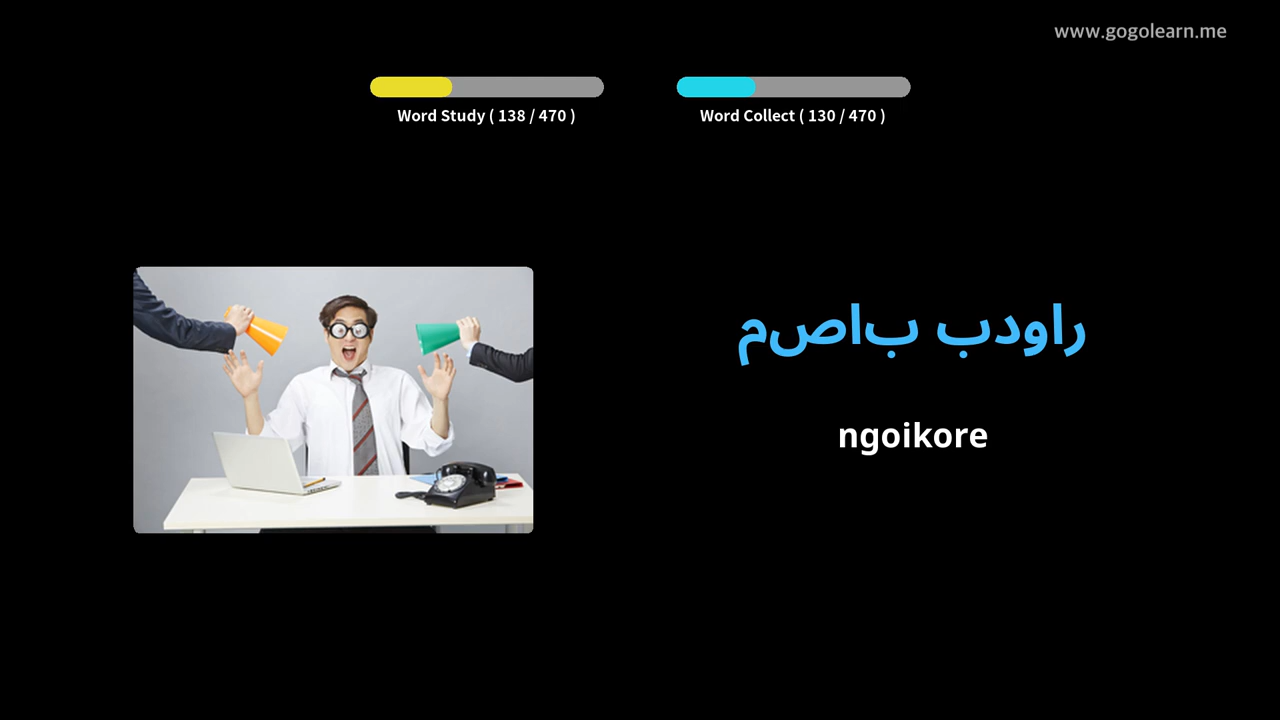 www.gogolearn.me
Word Study ( 138 / 470 )
Word Collect ( 130 / 470 )
راودب باصم
ngoikore